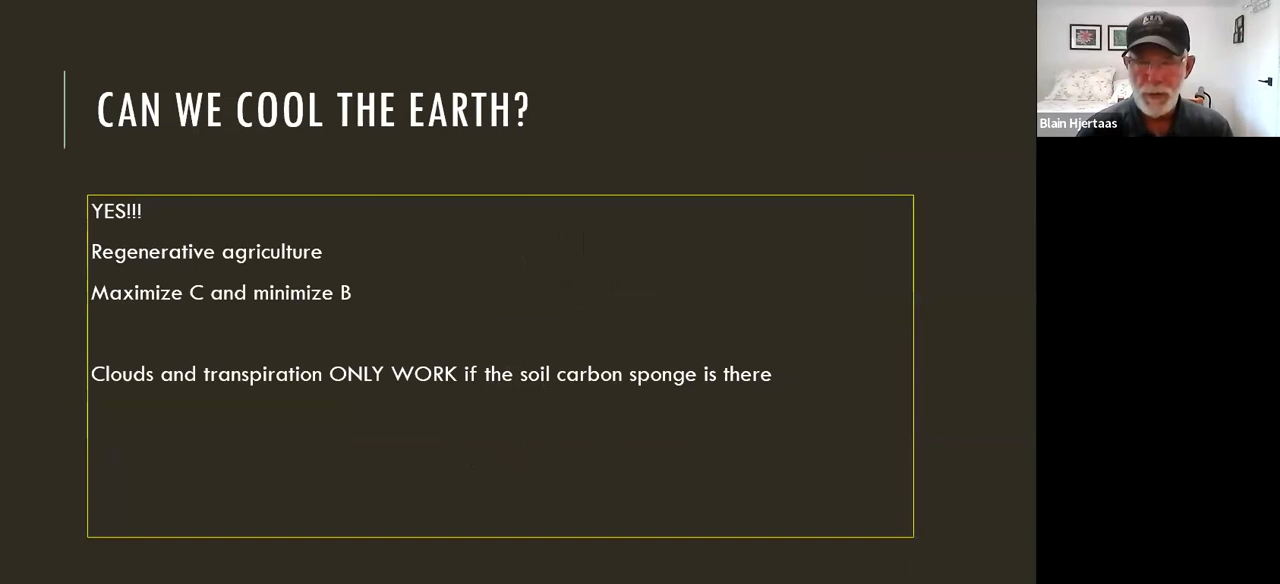 CAN WE COOL THE EARTH?
YES!!!
Regenerative agriculture
Maximize C and minimize B
Clouds and transpiration ONLY WORK if the soil carbon sponge is there
Blain Hjertaas